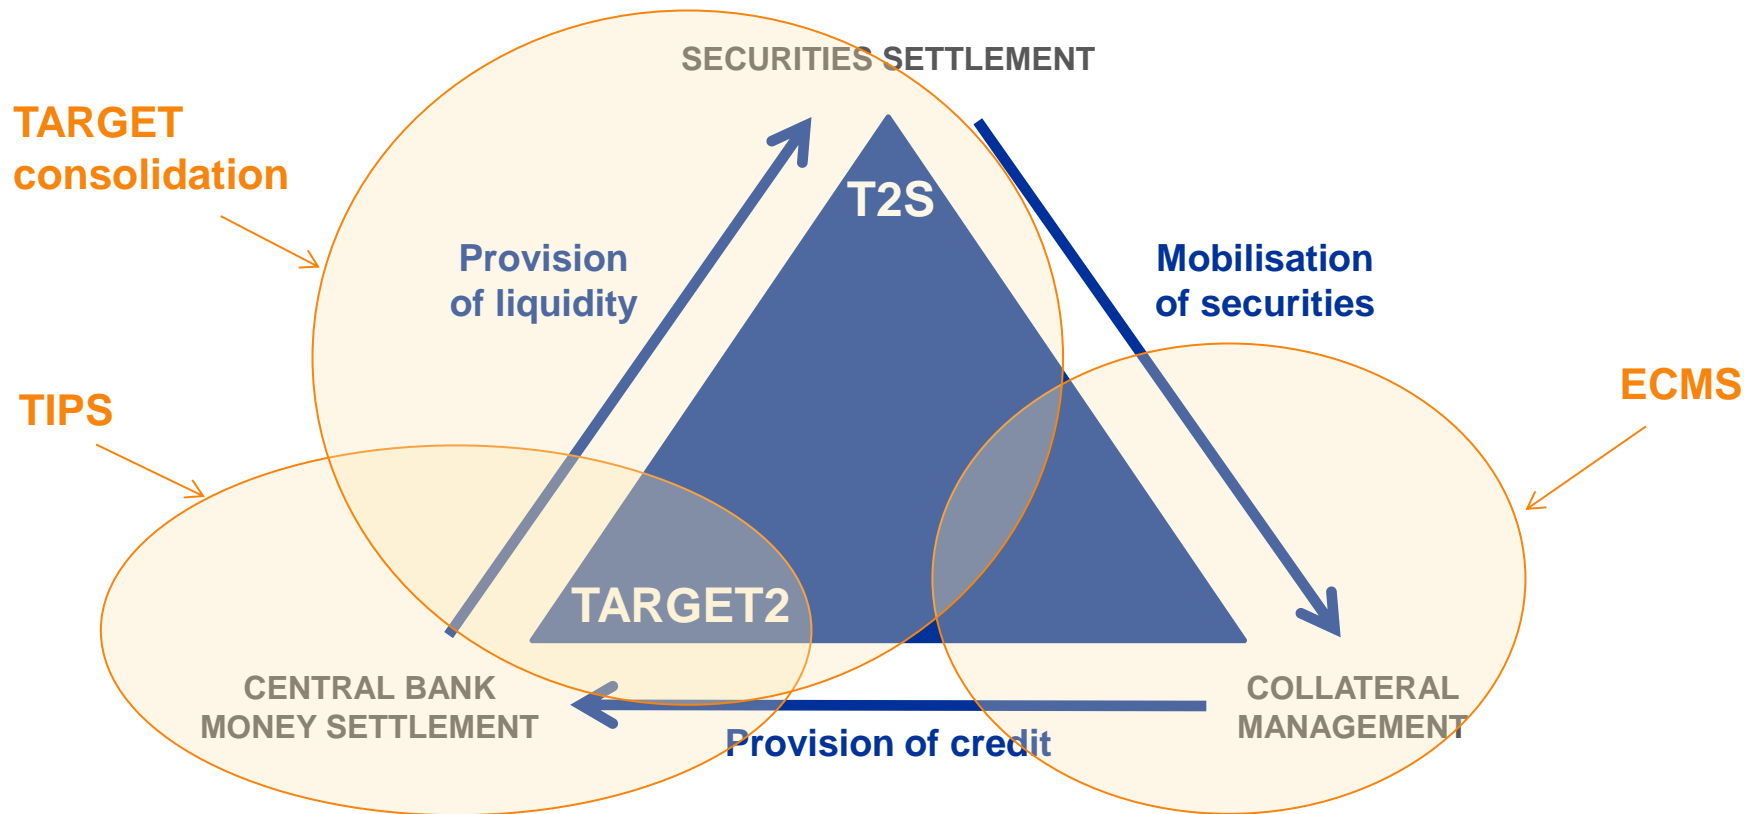 SECURITIES SETTLEMENT
TARGET
consolidation
T2S
Provision
of liquidity
Mobilisation
of securities
TIPS
ECMS
TARGET2
CENTRAL BANK
MONEY SETTLEMENT
COLLATERAL
MANAGEMENT
Provision of credit